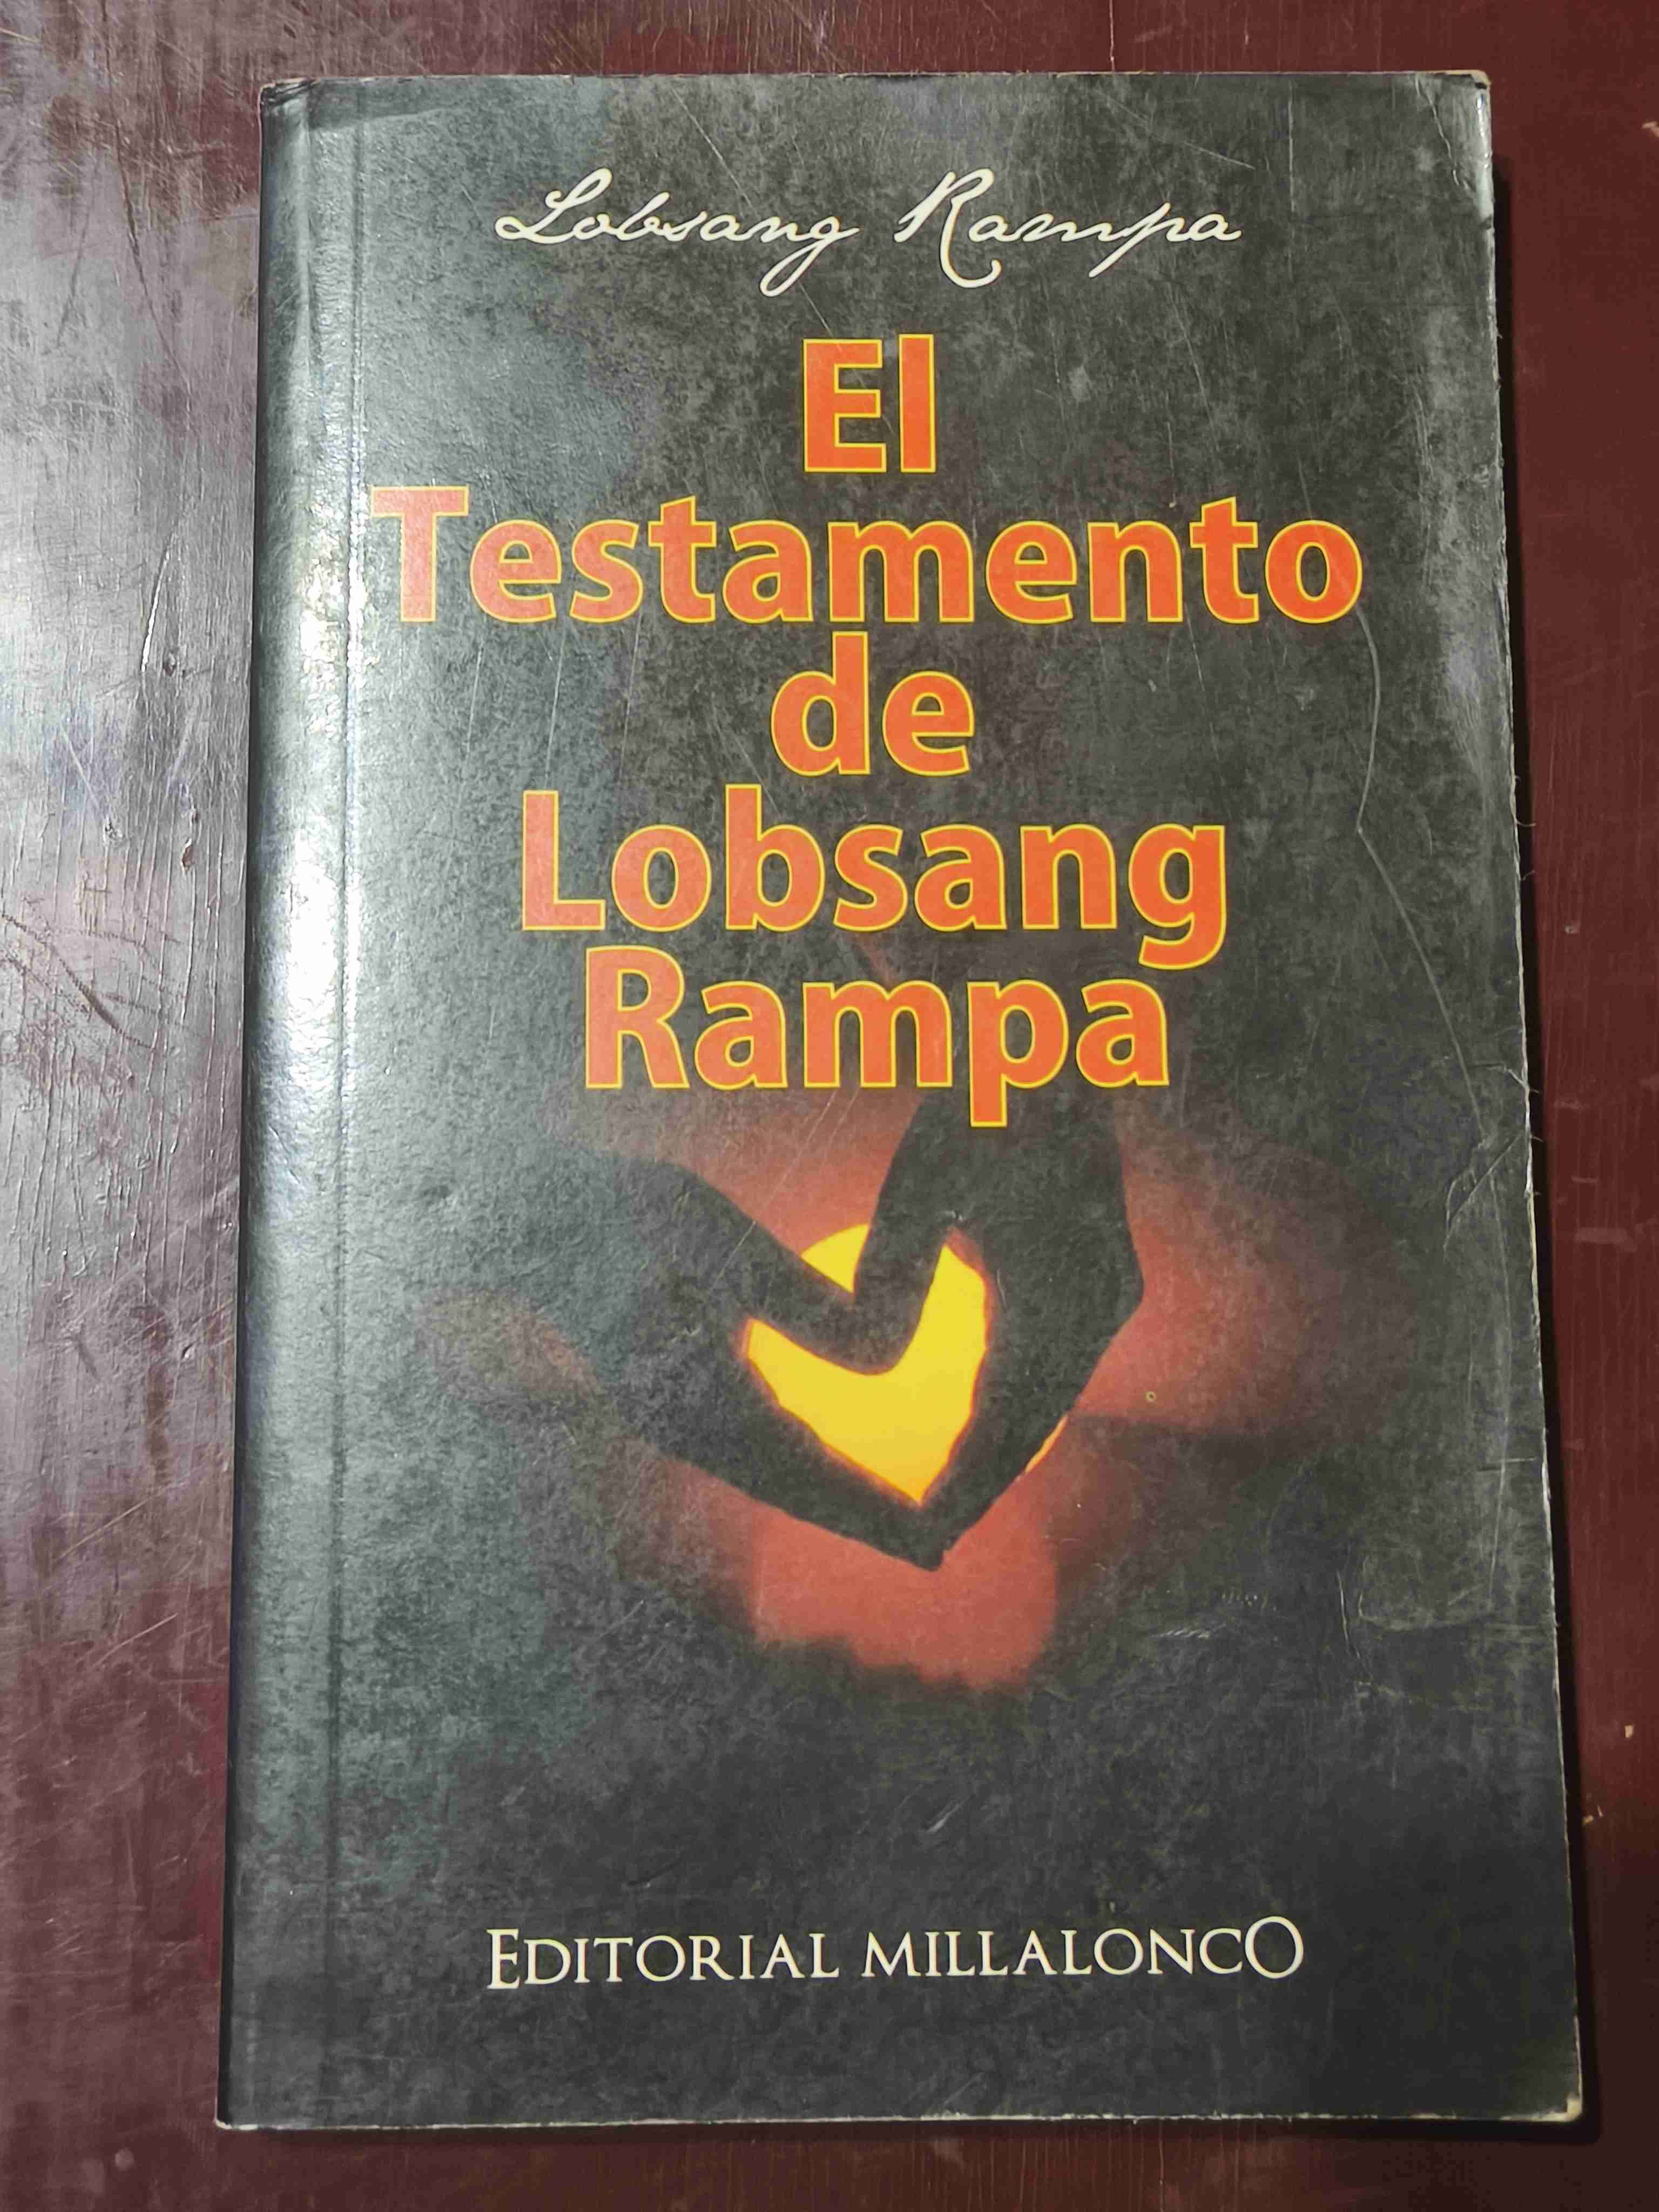 Lobsang Rampa
El
Testamento
de
Lobsang
Rampa
EDITORIAL MILLALONCO